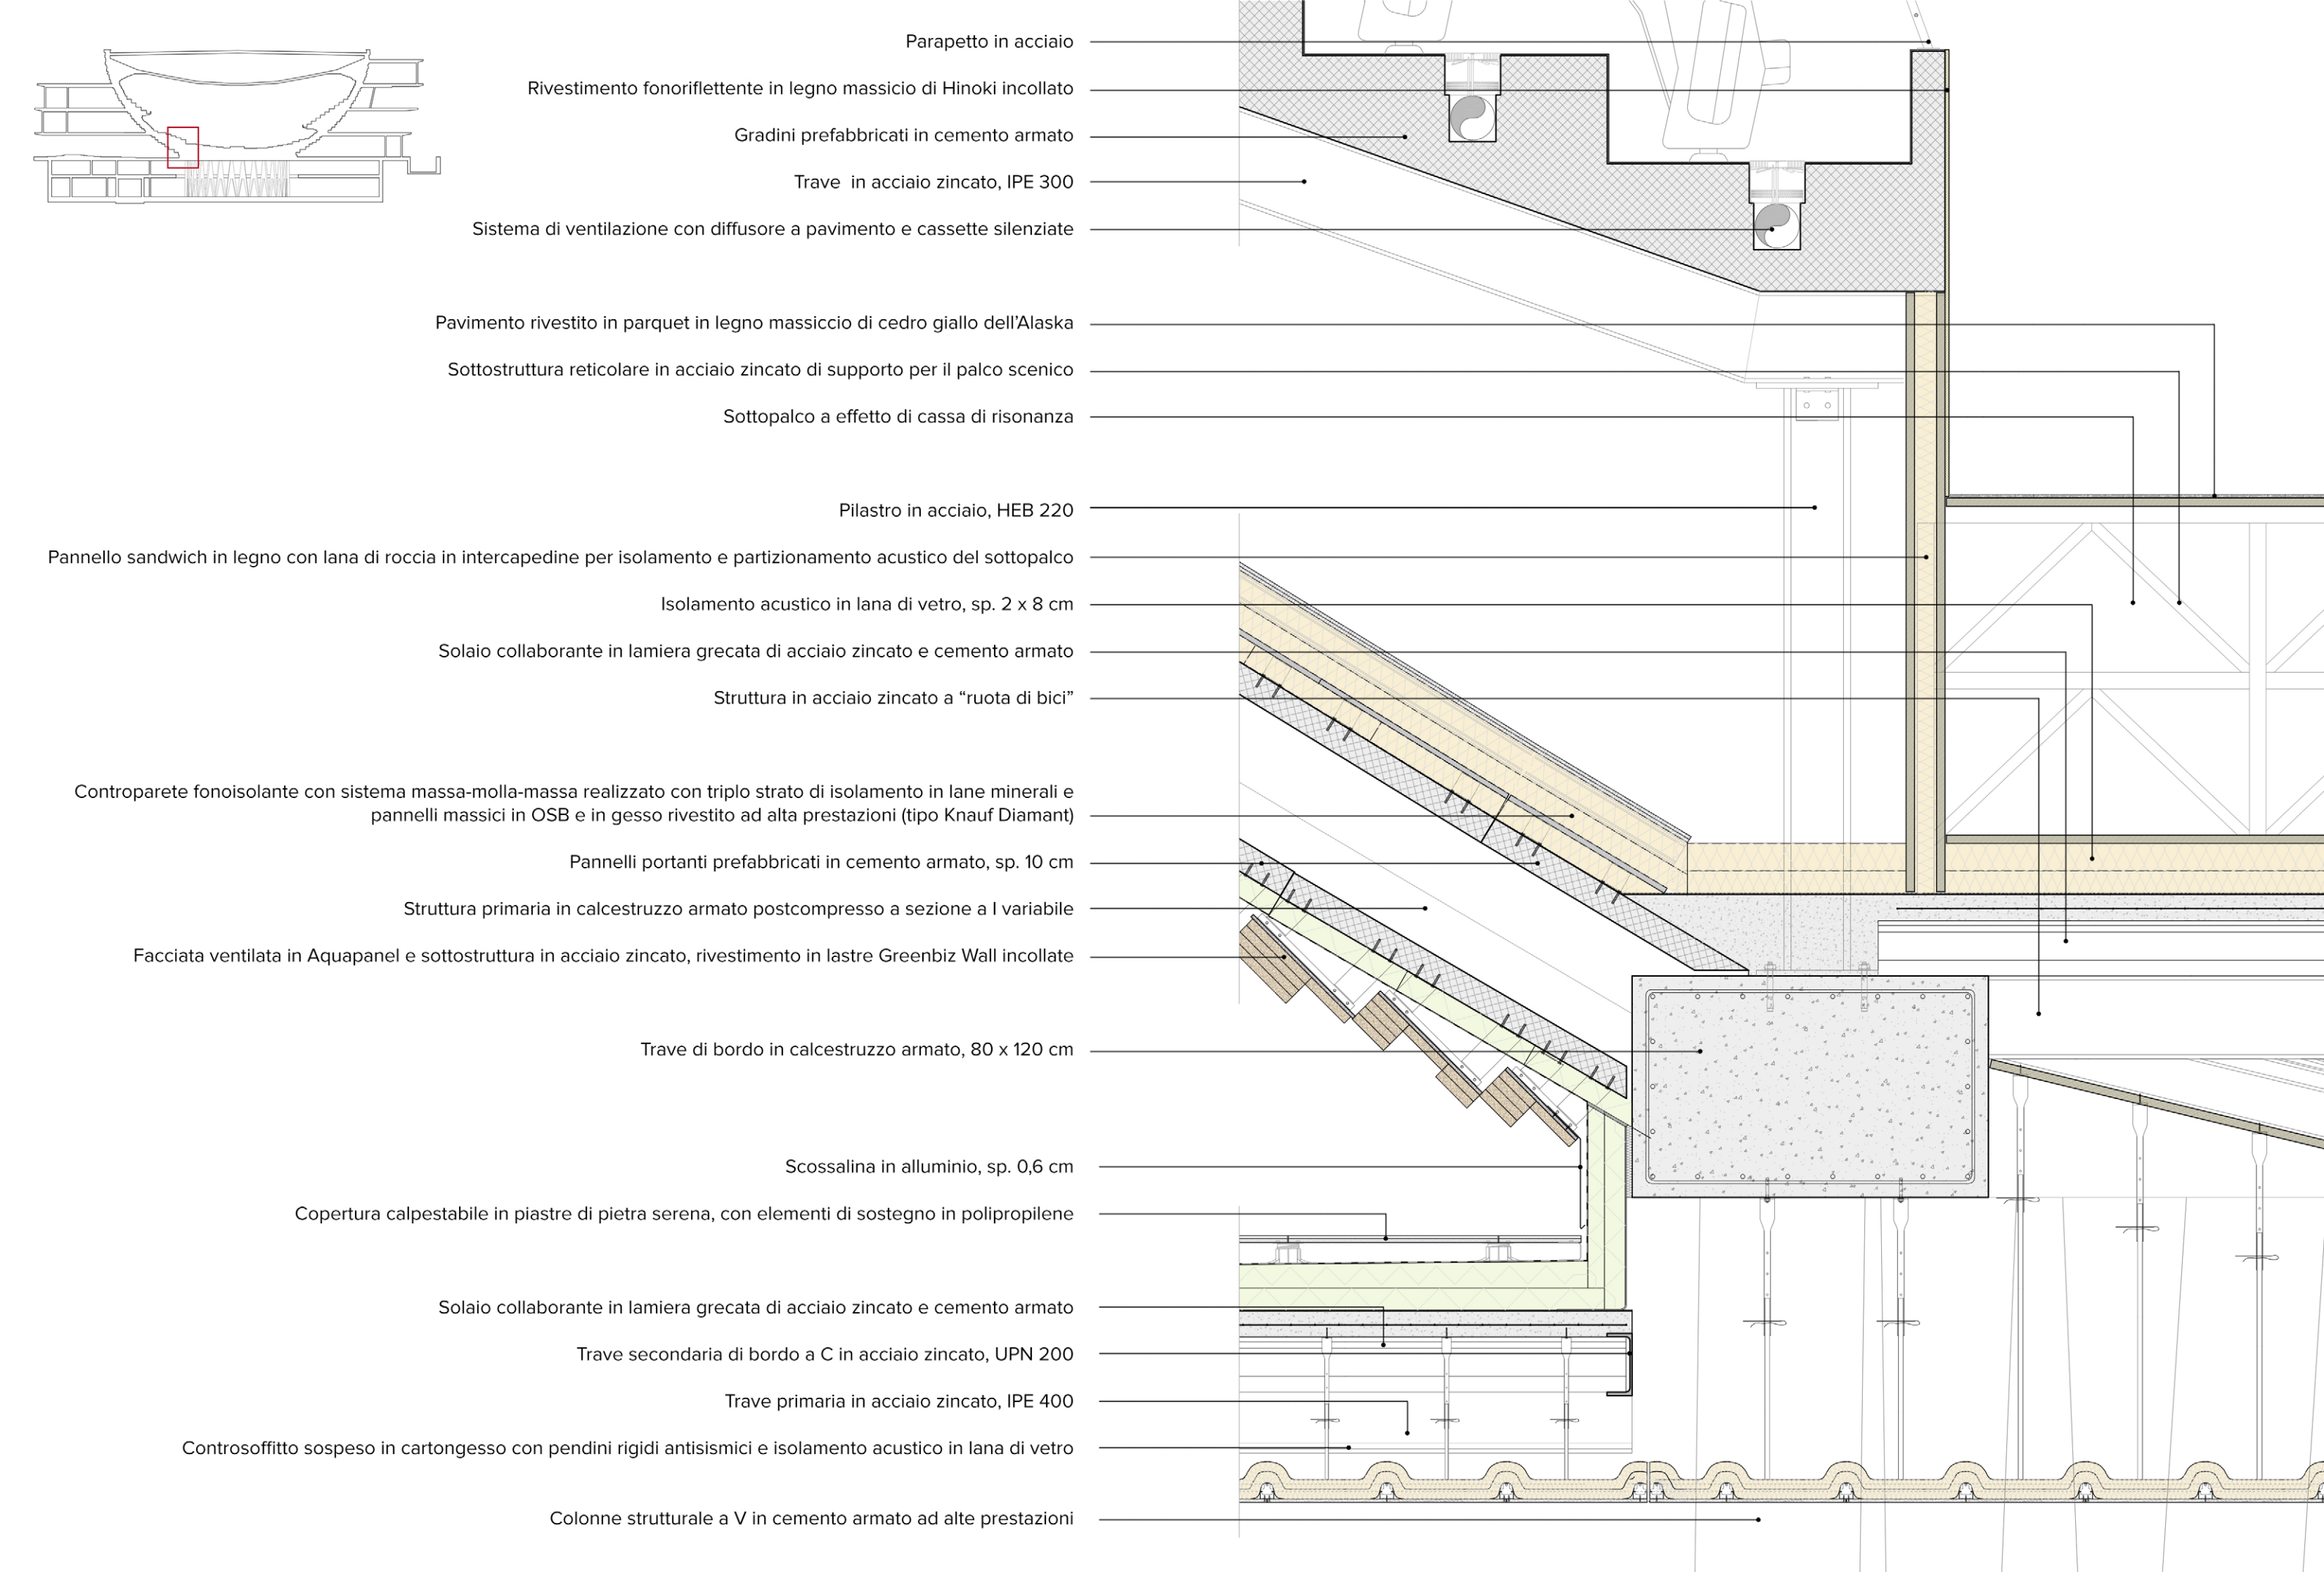 Parapetto in acciaio
Rivestimento fonoriflettente in legno massicio di Hinoki incollato
Gradini prefabbricati in cemento armato
Trave  in acciaio zincato, IPE 300
Sistema di ventilazione con diffusore a pavimento e cassette silenziate
Pavimento rivestito in parquet in legno massiccio di cedro giallo dell’Alaska
Sottostruttura reticolare in acciaio zincato di supporto per il palco scenico
Sottopalco a effetto di cassa di risonanza
Pilastro in acciaio, HEB 220
Pannello sandwich in legno con lana di roccia in intercapedine per isolamento e partizionamento acustico del sottopalco
Isolamento acustico in lana di vetro, sp. 2 x 8 cm
Solaio collaborante in lamiera grecata di acciaio zincato e cemento armato
Struttura in acciaio zincato a “ruota di bici”
Controparete fonoisolante con sistema massa-molla-massa realizzato con triplo strato di isolamento in lane minerali e
pannelli massici in OSB e in gesso rivestito ad alta prestazioni (tipo Knauf Diamant)
Pannelli portanti prefabbricati in cemento armato, sp. 10 cm
Struttura primaria in calcestruzzo armato postcompresso a sezione a I variabile
Facciata ventilata in Aquapanel e sottostruttura in acciaio zincato, rivestimento in lastre Greenbiz Wall incollate
Trave di bordo in calcestruzzo armato, 80 x 120 cm
Scossalina in alluminio, sp. 0,6 cm
Copertura calpestabile in piastre di pietra serena, con elementi di sostegno in polipropilene
Solaio collaborante in lamiera grecata di acciaio zincato e cemento armato
Trave secondaria di bordo a C in acciaio zincato, UPN 200
Trave primaria in acciaio zincato, IPE 400
Controsoffitto sospeso in cartongesso con pendini rigidi antisismici e isolamento acustico in lana di vetro
Colonne strutturale a V in cemento armato ad alte prestazioni